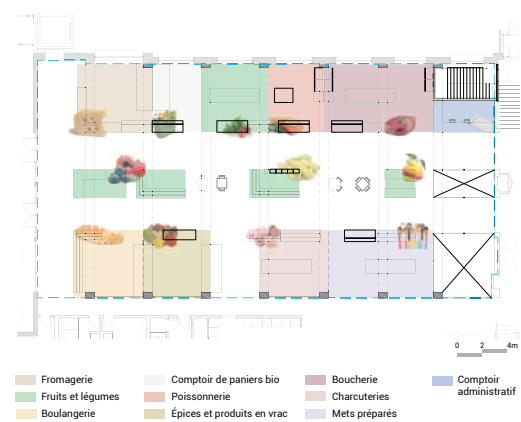 0 2 4m
Fromagerie
Fruits et légumes
Boulangerie
Comptoir de paniers bio
Poissonnerie
Épices et produits en vrac
Boucherie
Charcuteries
Mets préparés
Comptoir
administratif